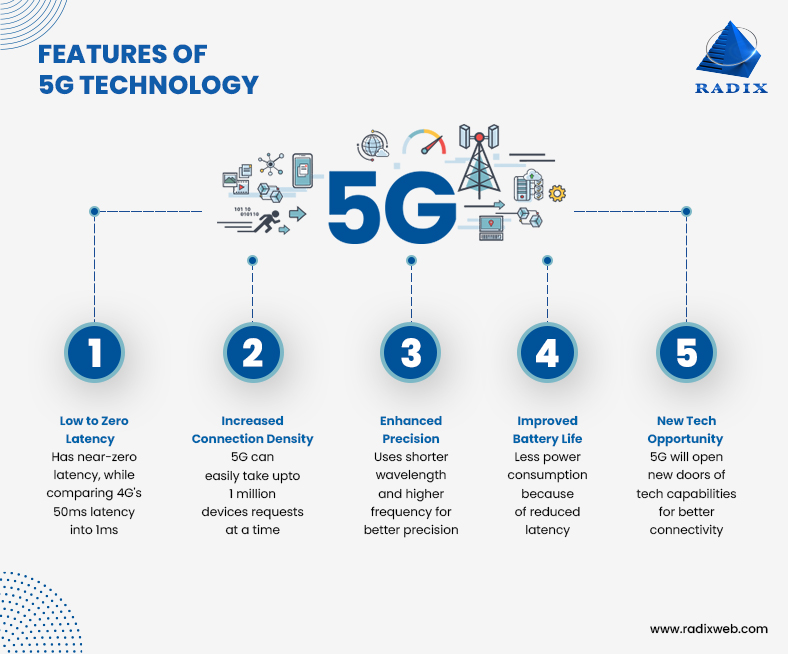 FEATURES OF
5G TECHNOLOGY
RADIX
101 10
010110
5G
1
2
3
4
5
Low to Zero
Latency
Has near-zero
latency, while
comparing 4G's
50ms latency
into 1ms
Increased
Connection Density
5G can
easily take upto
1 million
devices requests
at a time
Enhanced
Precision
Uses shorter
wavelength
and higher
frequency for
better precision
Improved
Battery Life
Less power
consumption
because
of reduced
latency
New Tech
Opportunity
5G will open
new doors of
tech capabilities
for better
connectivity
www.radixweb.com